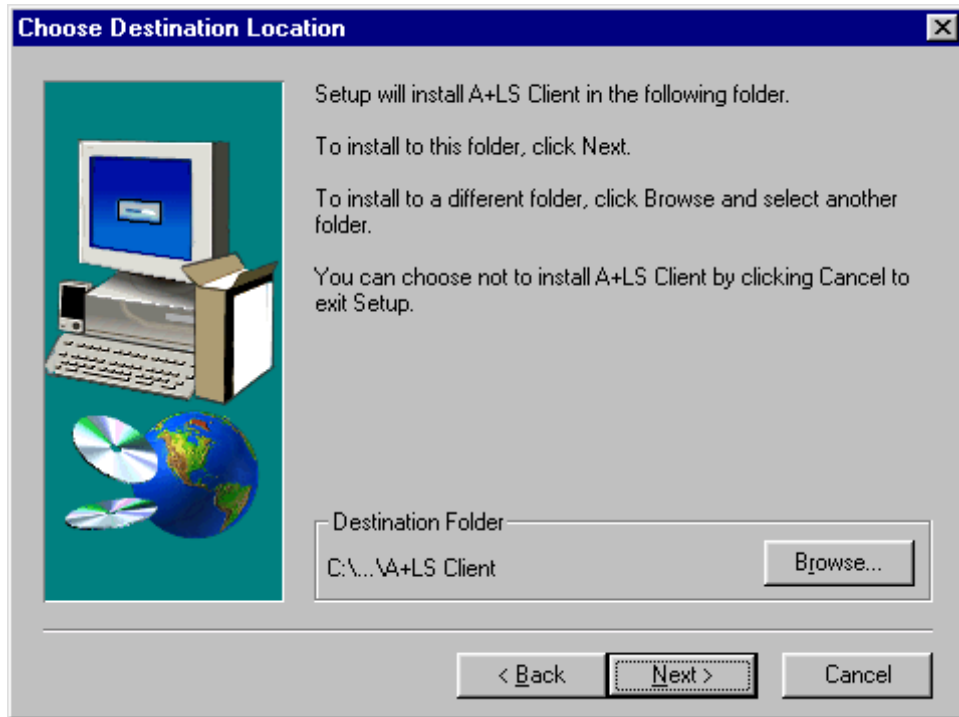 Choose Destination Location
Setup will install A+LS Client in the following folder.
To install to this folder, click Next.
To install to a different folder, click Browse and select another
folder.
You can choose not to install A+LS Client by clicking Cancel to
exit Setup.
Destination Folder
C:\...\A+LS Client
Browse...
< Back
Next >
Cancel